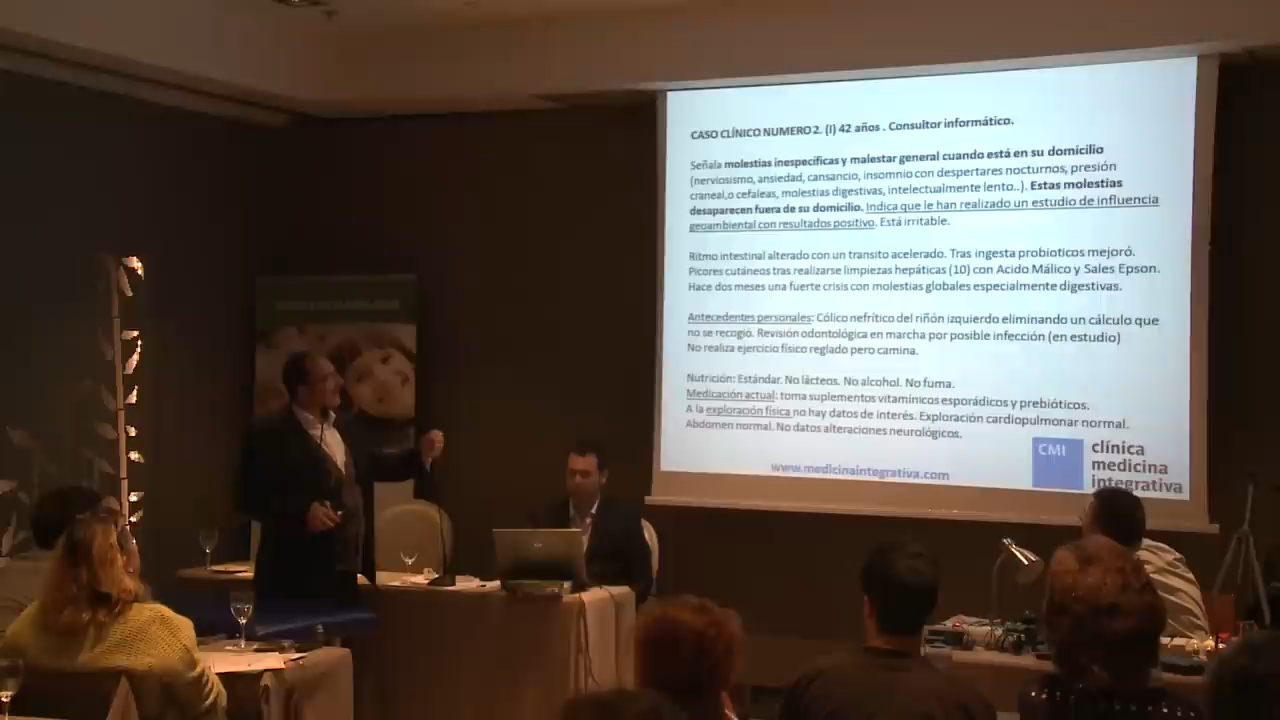 CASO CLÍNICO NUMERO 2. (I) 42 años . Consultor informático.
Señala molestias inespecificas y malestar general cuando está en su domicilio
(nerviosismo, ansiedad, cansancio, insomnio con despertares nocturnos, presión
craneal,o cefaleas, molestias digestivas, intelectualmente lento..). Estas molestias
desaparecen fuera de su domicilio. Indica que le han realizado un estudio de influencia
geoambiental con resultados positivo. Está irritable.
Ritmo intestinal alterado con un transito acelerado. Tras ingesta probioticos mejoró.
Picores cutáneos tras realizarse limpiezas hepáticas (10) con Acido Málico y Sales Epson.
Hace dos meses una fuerte crisis con molestias globales especialmente digestivas.
Antecedentes personales: Cólico nefrítico del riñón izquierdo eliminando un cálculo que
no se recogió. Revisión odontológica en marcha por posible infección (en estudio)
No realiza ejercicio físico reglado pero camina.
Nutrición: Estándar. No lácteos. No alcohol. No fuma.
Medicación actual: toma suplementos vitamínicos esporádicos y prebióticos.
A la exploración física no hay datos de interés. Exploración cardiopulmonar normal.
Abdomen normal. No datos alteraciones neurológicos.
www.medicinaintegrativa.com
CMI
clínica
medicina
integrativa